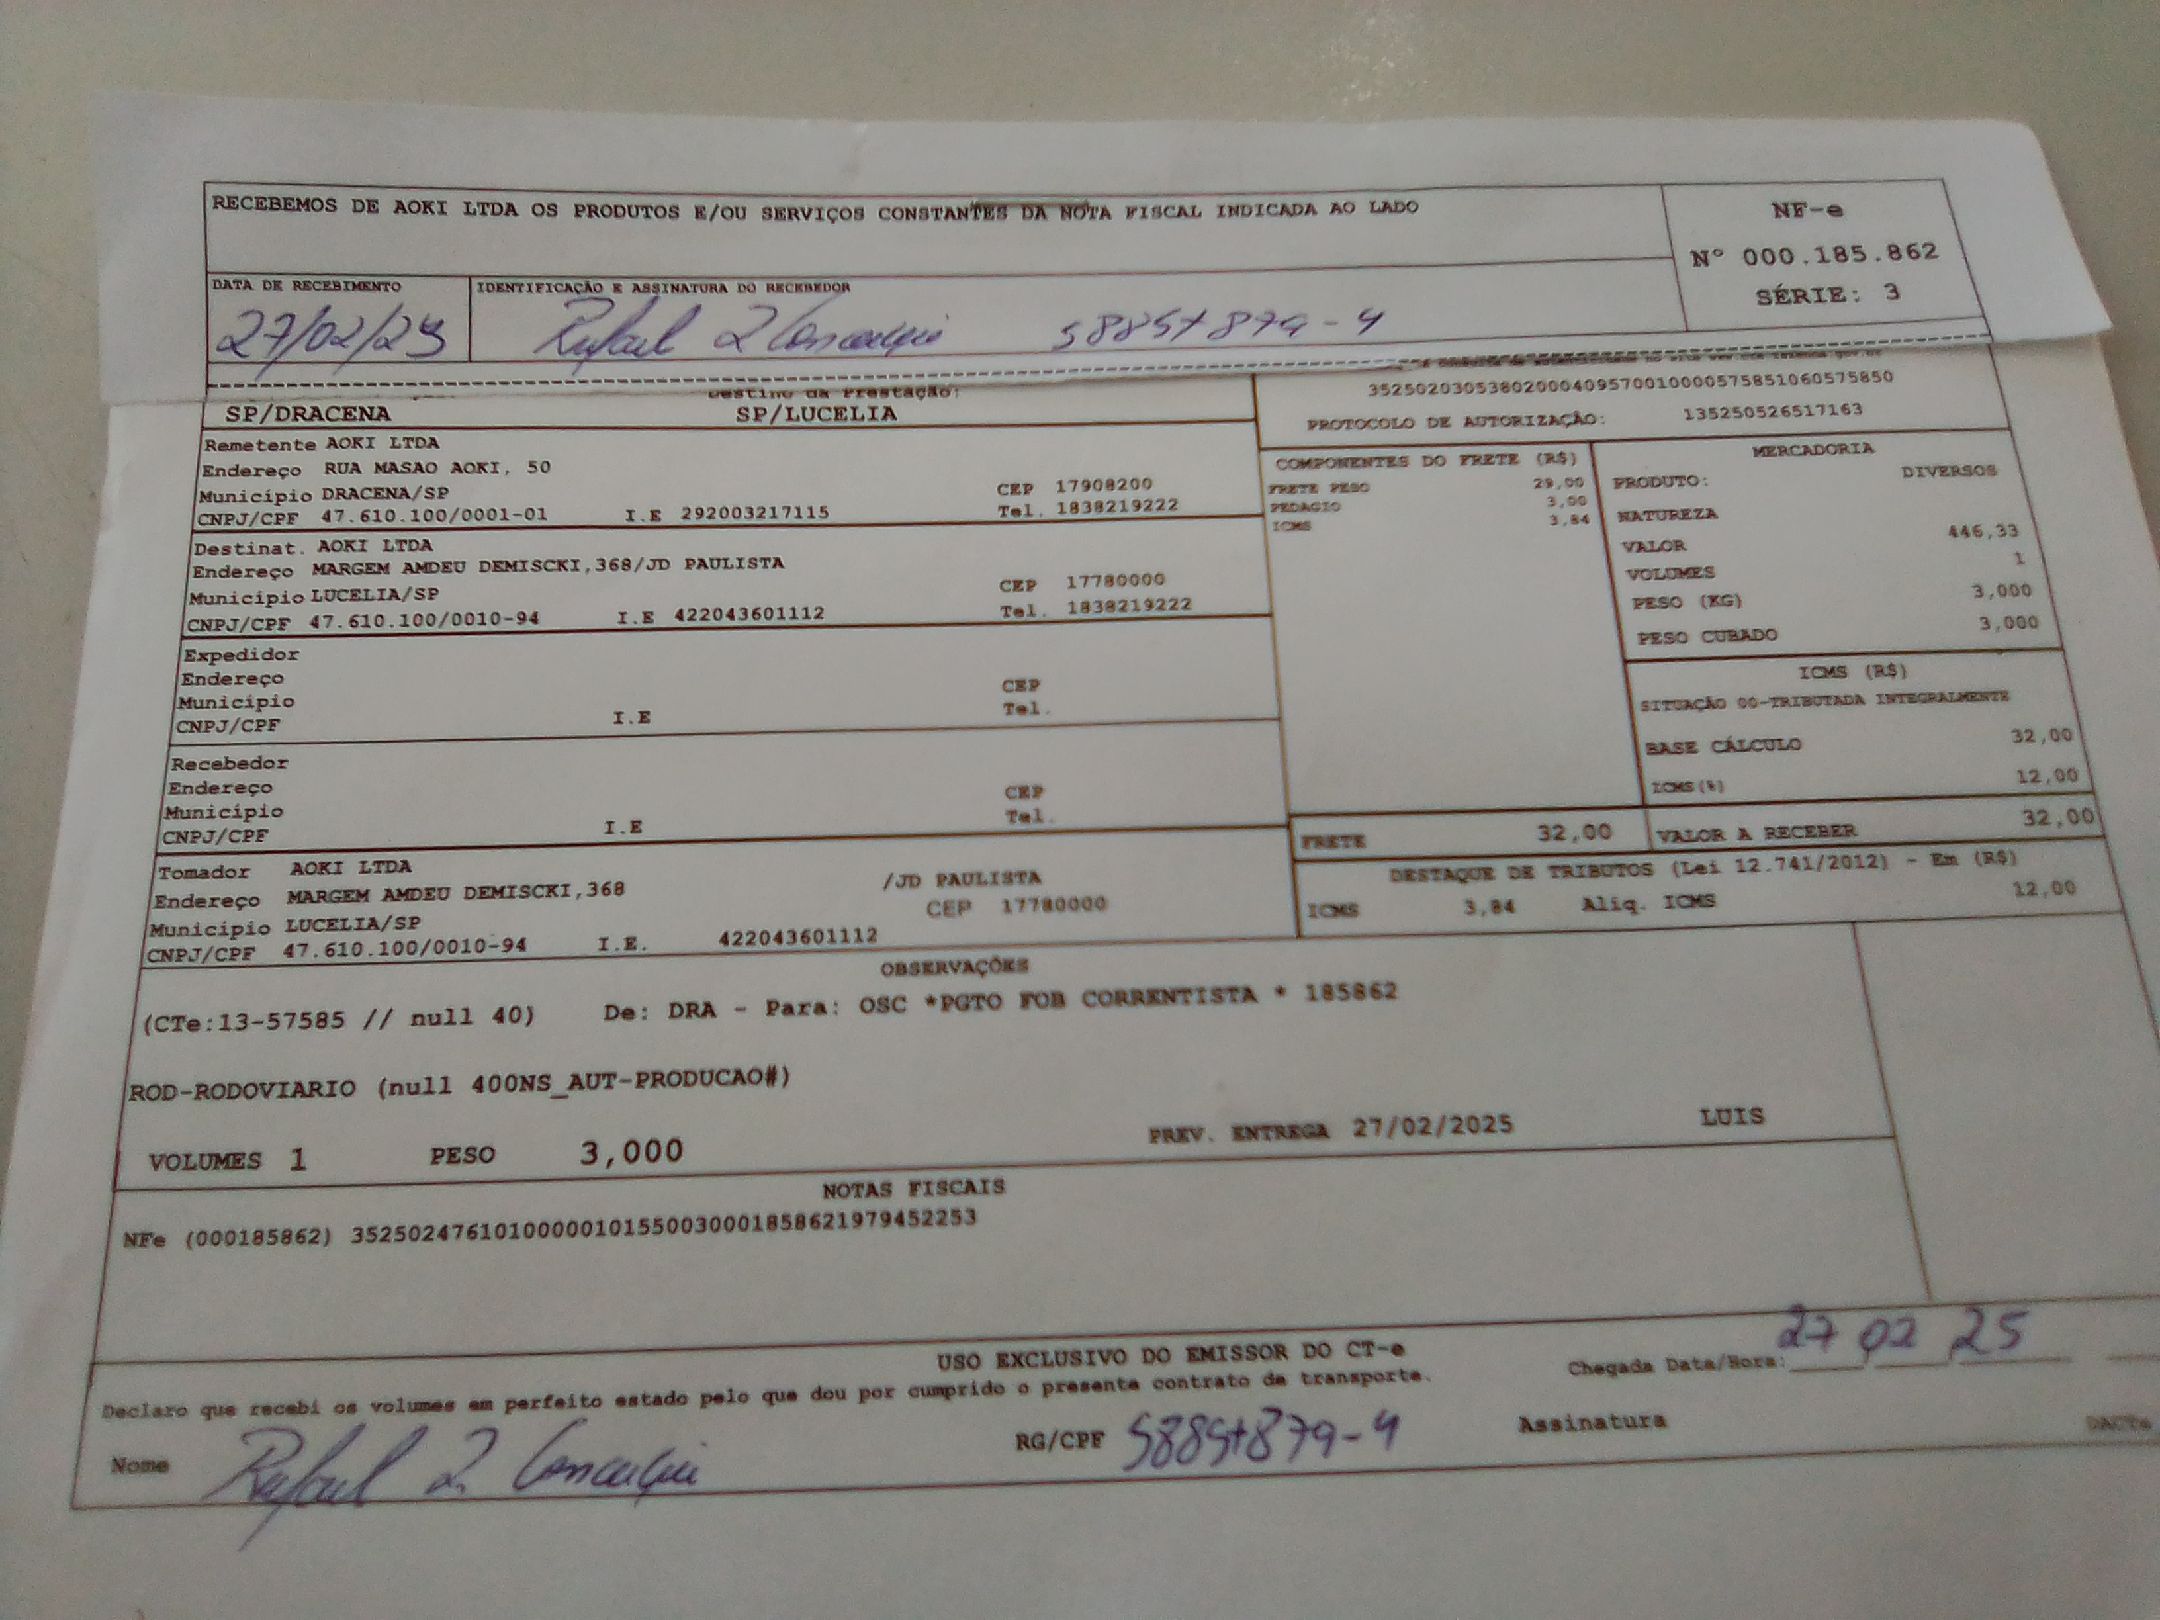 RECEBEMOS DE AOKI LTDA OS PRODUTOS E/OU SERVIÇOS CONSTANTES DA NOTA FISCAL INDICADA AO LADO
NF-e
Nº 000.185.862
SÉRIE: 3
DATA DE RECEBIMENTO
IDENTIFICAÇÃO E ASSINATURA DO RECEBEDOR
27/02/25
Rafael
Destino da Prestação:
SP/DRACENA SP/LUCELIA
35250203053802000409570010000575851060575850
PROTOCOLO DE AUTORIZAÇÃO: 135250526517163
Remetente AOKI LTDA
Endereço RUA MASAO AOKI, 50
Município DRACENA/SP CEP 17908200
CNPJ/CPF 47.610.100/0001-01 I.E 292003217115 Tel. 1838219222
Destinat. AOKI LTDA
Endereço MARGEM AMDEU DEMISCKI,368/JD PAULISTA
Município LUCELIA/SP CEP 17780000
CNPJ/CPF 47.610.100/0010-94 I.E 422043601112 Tel. 1838219222
Expedidor
Endereço
Município CEP
CNPJ/CPF I.E Tel.
Recebedor
Endereço
Município CEP
CNPJ/CPF I.E Tel.
Tomador AOKI LTDA
Endereço MARGEM AMDEU DEMISCKI,368 /JD PAULISTA
Município LUCELIA/SP CEP 17780000
CNPJ/CPF 47.610.100/0010-94 I.E. 422043601112
COMPONENTES DO FRETE (R$)
FRETE PESO 29,00
PEDAGIO 3,00
ICMS 3,84
MERCADORIA
PRODUTO: DIVERSOS
NATUREZA
VALOR 446,33
VOLUMES 1
PESO (KG) 3,000
PESO CUBADO 3,000
ICMS (R$)
SITUAÇÃO 00-TRIBUTADA INTEGRALMENTE
BASE CÁLCULO 32,00
ICMS(%) 12,00
FRETE 32,00 VALOR A RECEBER 32,00
DESTAQUE DE TRIBUTOS (Lei 12.741/2012) - Em (R$)
ICMS 3,84 Aliq. ICMS 12,00
OBSERVAÇÕES
(CTe:13-57585 // null 40) De: DRA - Para: OSC *PGTO FOB CORRENTISTA * 185862
ROD-RODOVIARIO (null 400NS_AUT-PRODUCAO#)
VOLUMES 1 PESO 3,000 PREV. ENTREGA 27/02/2025 LUIS
NOTAS FISCAIS
NFe (000185862) 35250247610100000101550030001858621979452253
USO EXCLUSIVO DO EMISSOR DO CT-e
Declaro que recebi os volumes em perfeito estado pelo que dou por cumprido o presente contrato de transporte.
Chegada Data/Hora: 27 02 25
Nome Rafael
RG/CPF
Assinatura
DACTe